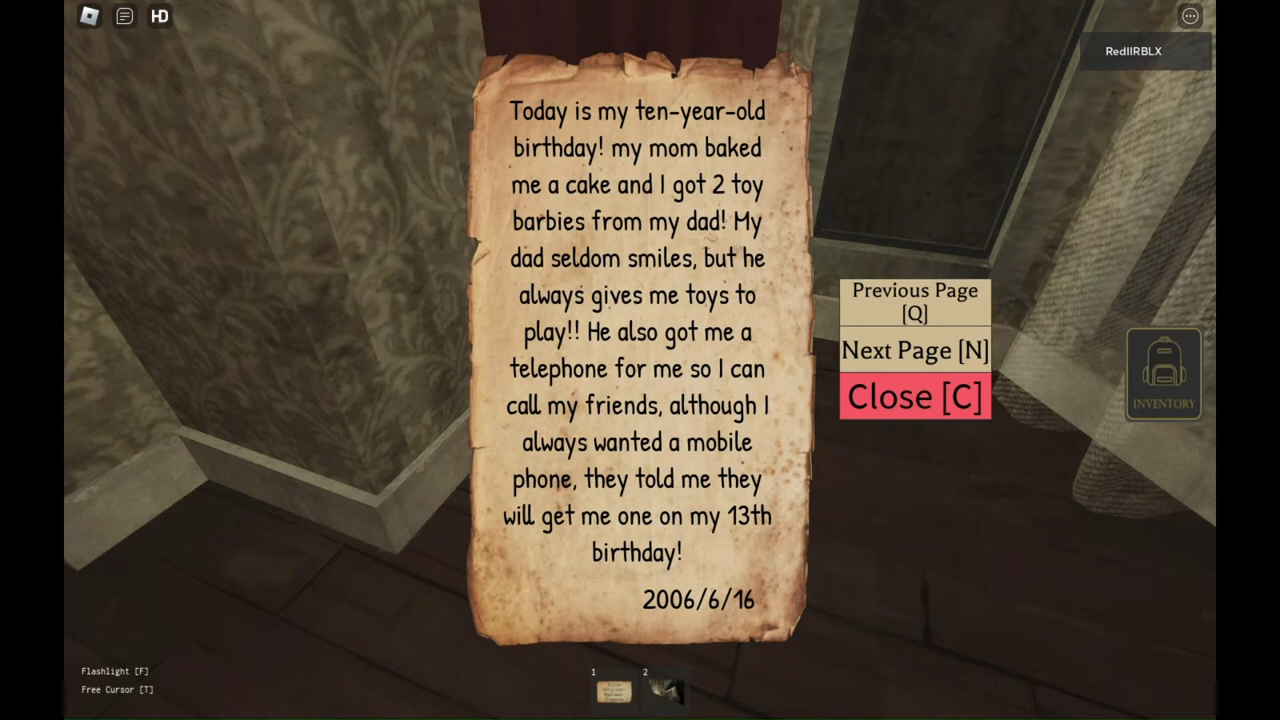 HD
RedIIRBLX
Today is my ten-year-old
birthday! my mom baked
me a cake and I got 2 toy
barbies from my dad! My
dad seldom smiles, but he
always gives me toys to
play!! He also got me a
telephone for me so I can
call my friends, although I
always wanted a mobile
phone, they told me they
will get me one on my 13th
birthday!
2006/6/16
Previous Page
[Q]
Next Page [N]
Close [C]
INVENTORY
Flashlight [F]
Free Cursor [T]
1
2